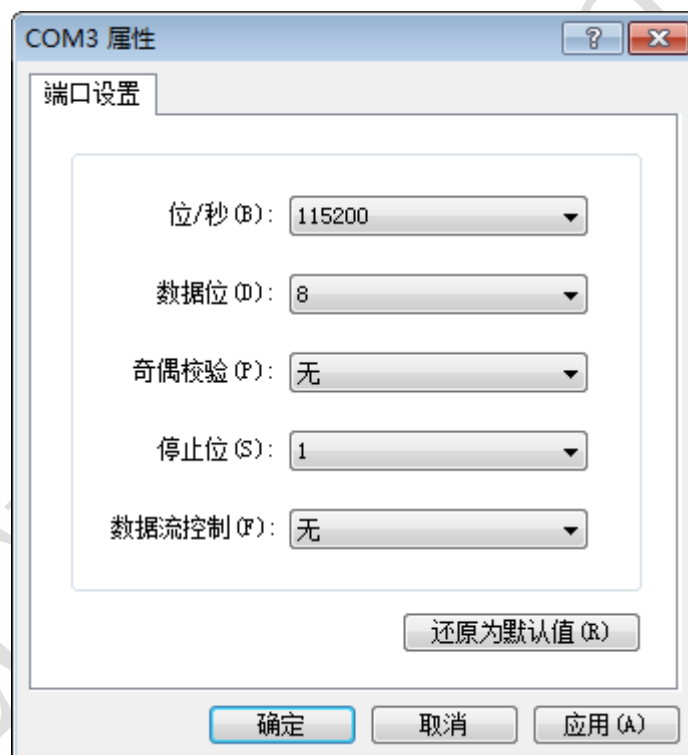 COM3 属性
端口设置
位/秒(B): 115200
数据位(D): 8
奇偶校验(P): 无
停止位(S): 1
数据流控制(F): 无
还原为默认值(R)
确定 取消 应用(A)